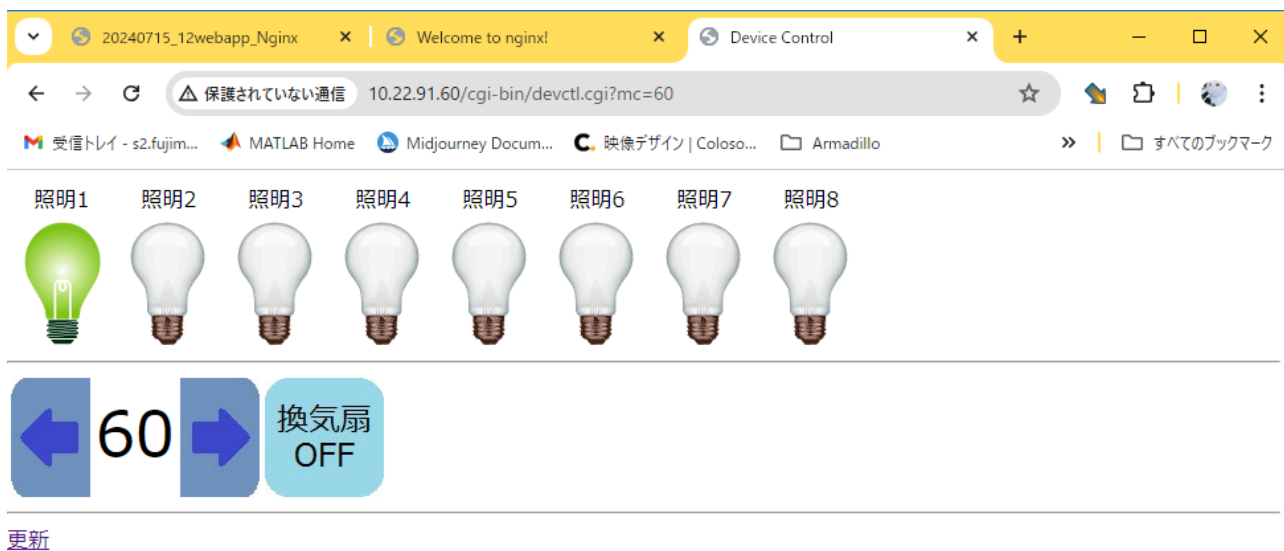 20240715_12webapp_Nginx
Welcome to nginx!
Device Control
保護されていない通信 10.22.91.60/cgi-bin/devctl.cgi?mc=60
受信トレイ - s2.fujim... MATLAB Home Midjourney Docum... 映像デザイン | Coloso... Armadillo » すべてのブックマーク
照明1 照明2 照明3 照明4 照明5 照明6 照明7 照明8
60
換気扇
OFF
更新